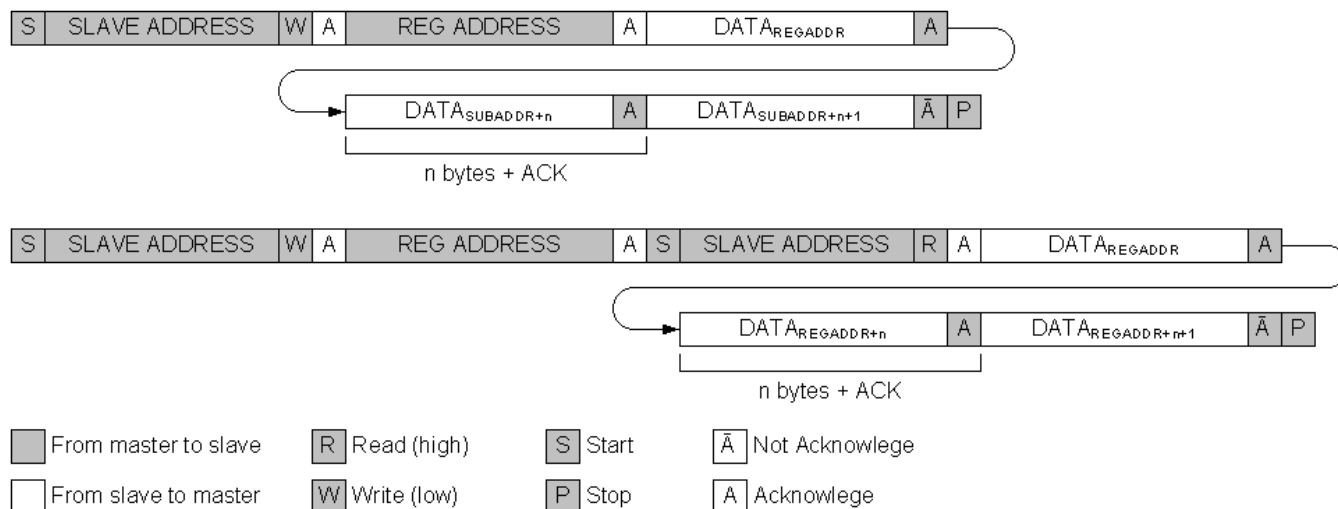 S SLAVE ADDRESS W A REG ADDRESS A DATAREGADDR A
DATASUBADDR+n A DATASUBADDR+n+1 Ā P
n bytes + ACK
S SLAVE ADDRESS W A REG ADDRESS A S SLAVE ADDRESS R A DATAREGADDR A
DATAREGADDR+n A DATAREGADDR+n+1 Ā P
n bytes + ACK
From master to slave R Read (high) S Start Ā Not Acknowlege
From slave to master W Write (low) P Stop A Acknowlege